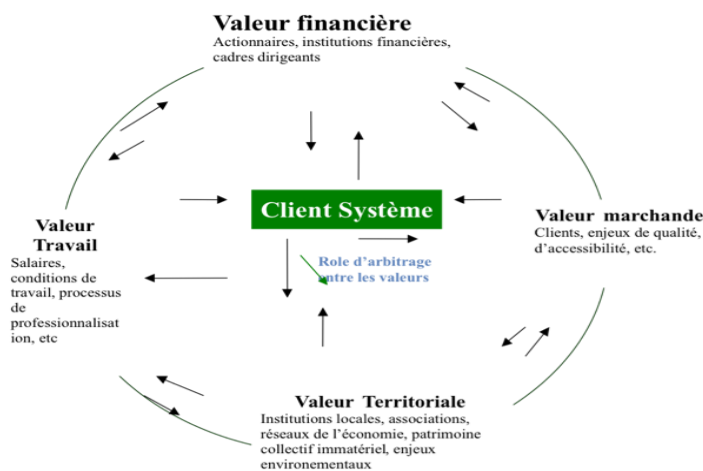 Valeur financière
Actionnaires, institutions financières,
cadres dirigeants
Client Système
Valeur
Travail
Salaires,
conditions de
travail, processus
de
professionnalisat
ion, etc
Valeur marchande
Clients, enjeux de qualité,
d’accessibilité, etc.
Role d’arbitrage
entre les valeurs
Valeur Territoriale
Institutions locales, associations,
réseaux de l’économie, patrimoine
collectif immatériel, enjeux
environementaux